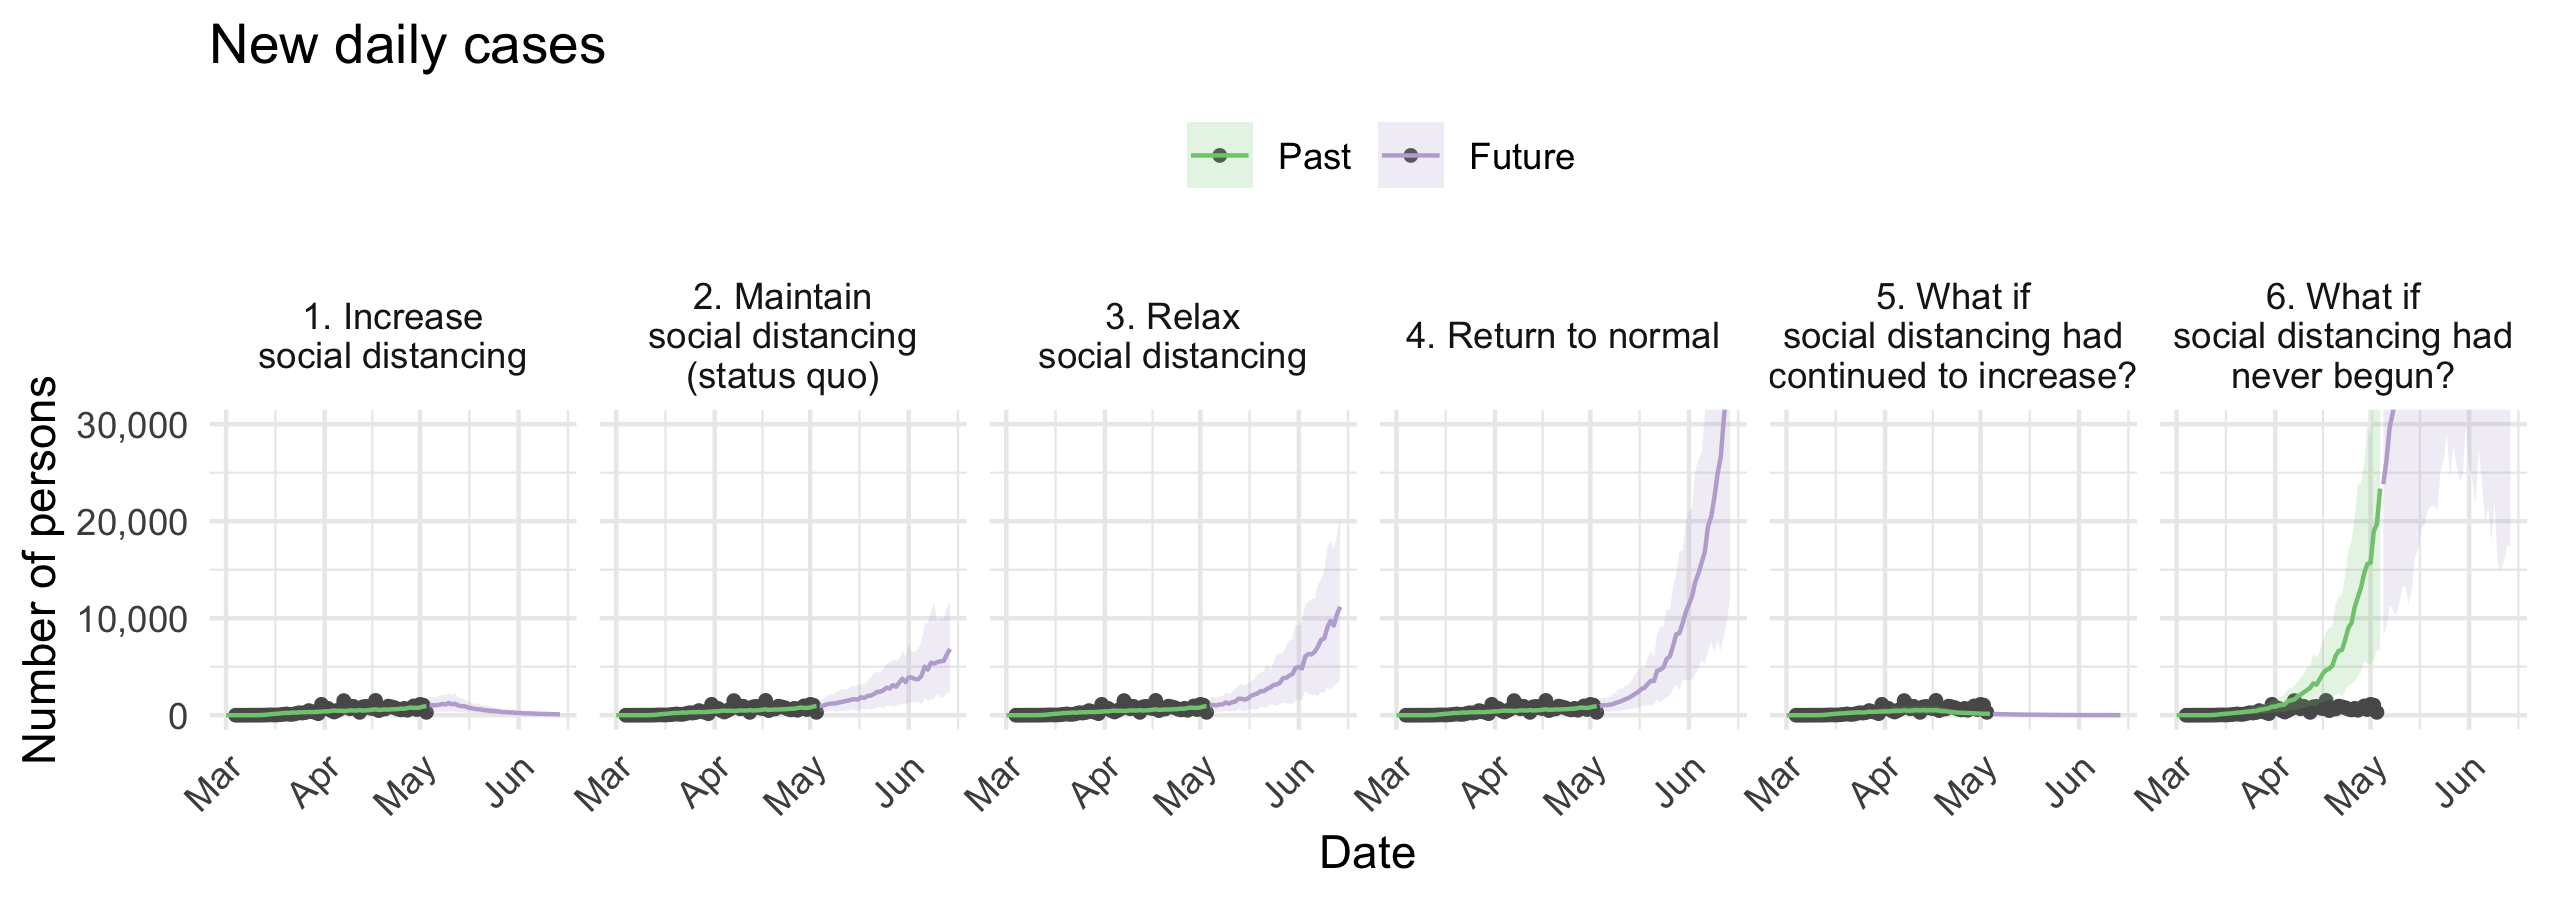 New daily cases
Past
Future
1. Increase
social distancing
2. Maintain
social distancing
(status quo)
3. Relax
social distancing
4. Return to normal
5. What if
social distancing had
continued to increase?
6. What if
social distancing had
never begun?
Number of persons
30,000
20,000
10,000
0
Mar
Apr
May
Jun
Mar
Apr
May
Jun
Mar
Apr
May
Jun
Mar
Apr
May
Jun
Mar
Apr
May
Jun
Mar
Apr
May
Jun
Date